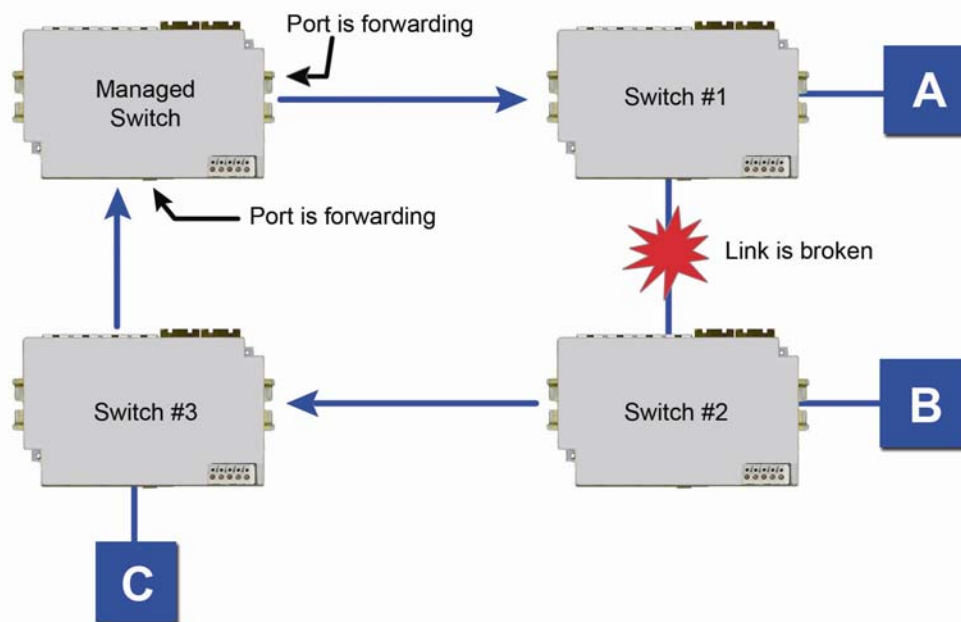 Port is forwarding
Managed
Switch
Switch #1
A
Port is forwarding
Link is broken
Switch #3
Switch #2
B
C